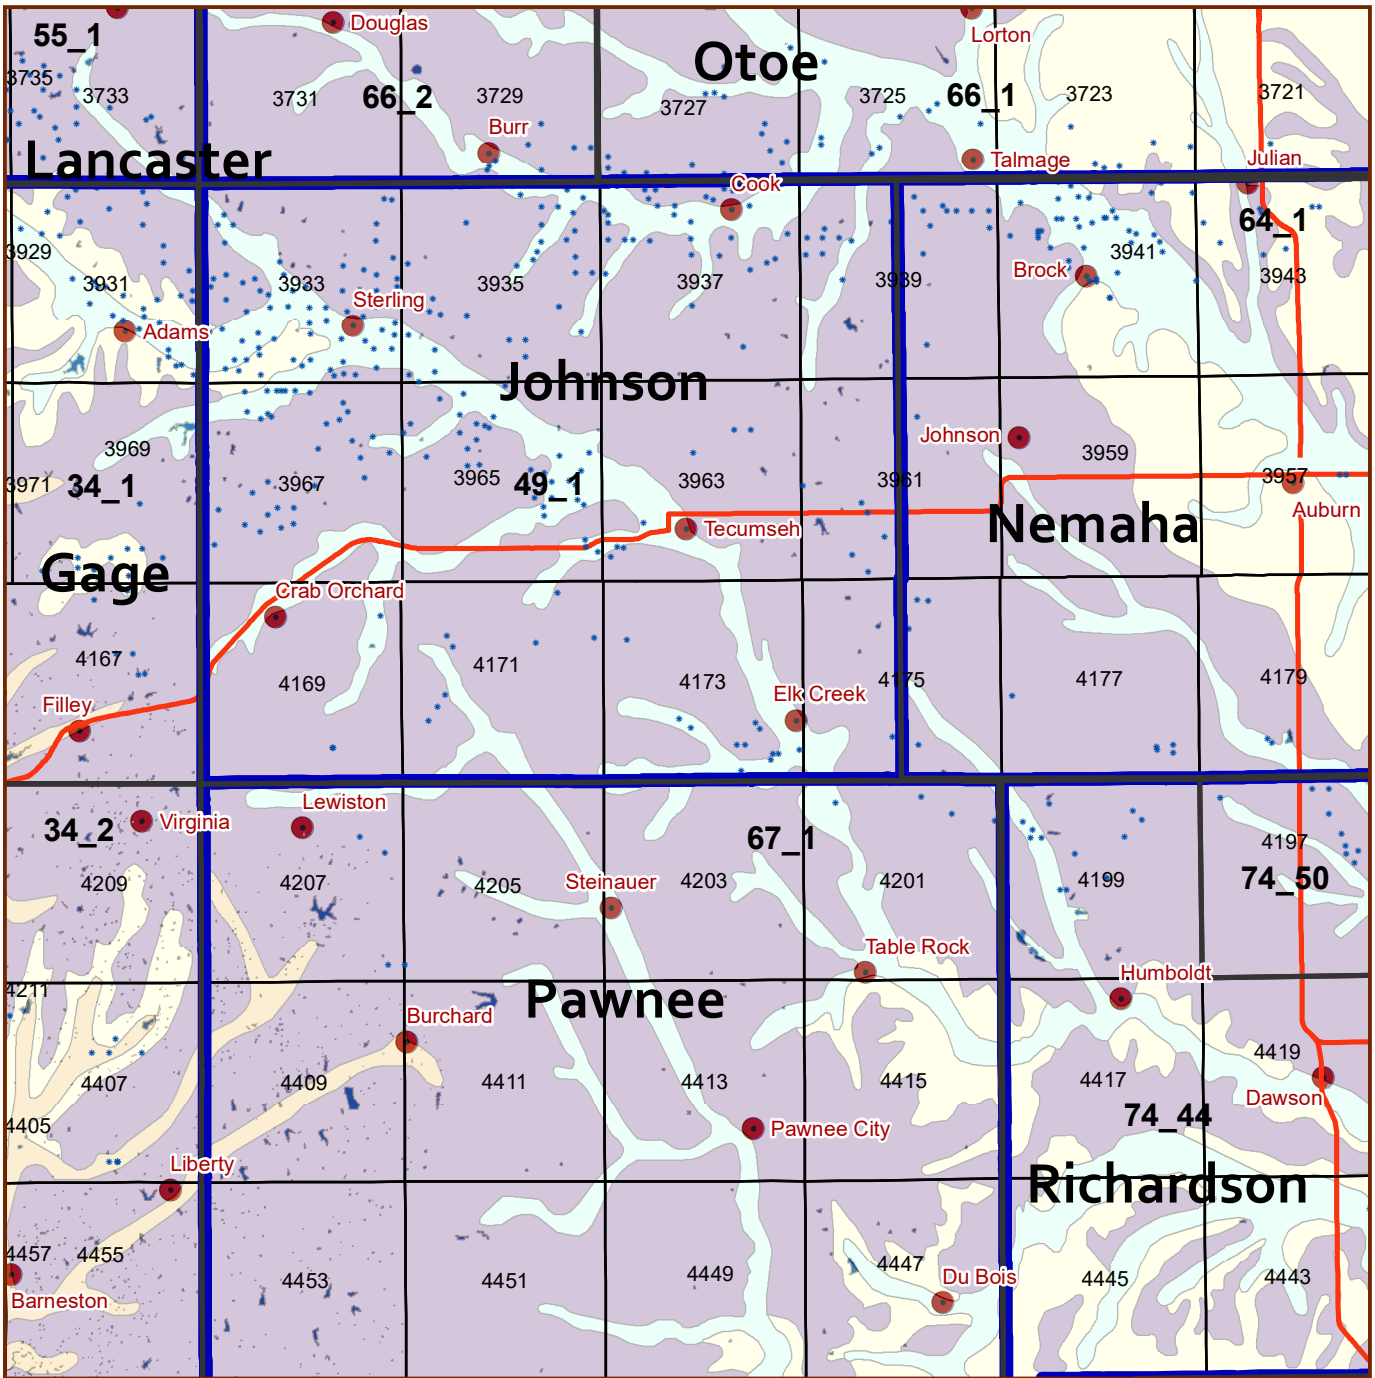 Douglas
Lorton
55_1
Otoe
3735
3733
3731
66_2
3729
3727
3725
66_1
3723
3721
Burr
Lancaster
Talmage
Julian
Cook
64_1
3929
3931
3933
3935
3937
3939
3941
3943
Brock
Sterling
Adams
Johnson
Johnson
3969
3971
34_1
3967
3965
49_1
3963
3961
3959
3957
Auburn
Tecumseh
Nemaha
Gage
Crab Orchard
4167
4169
4171
4173
4175
4177
4179
Filley
Elk Creek
Lewiston
34_2
Virginia
67_1
4197
4209
4207
4205
Steinauer
4203
4201
4199
74_50
Table Rock
Humboldt
4211
Pawnee
Burchard
4407
4409
4411
4413
4415
4417
4419
Dawson
4405
74_44
Pawnee City
Liberty
Richardson
4457
4455
4453
4451
4449
4447
Du Bois
4445
4443
Barneston